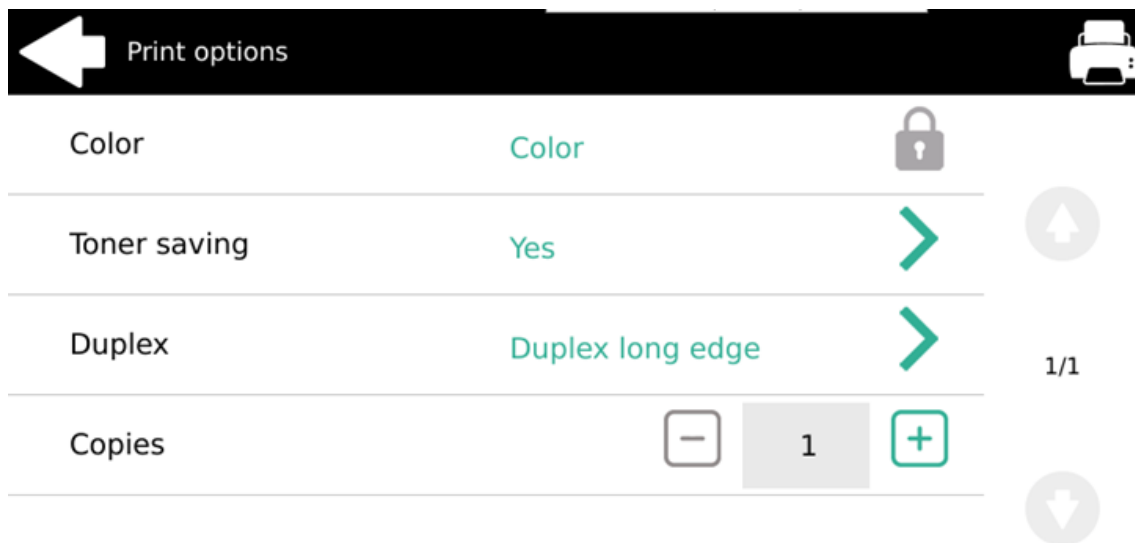 Print options
Color Color
Toner saving Yes
Duplex Duplex long edge
1/1
Copies 1